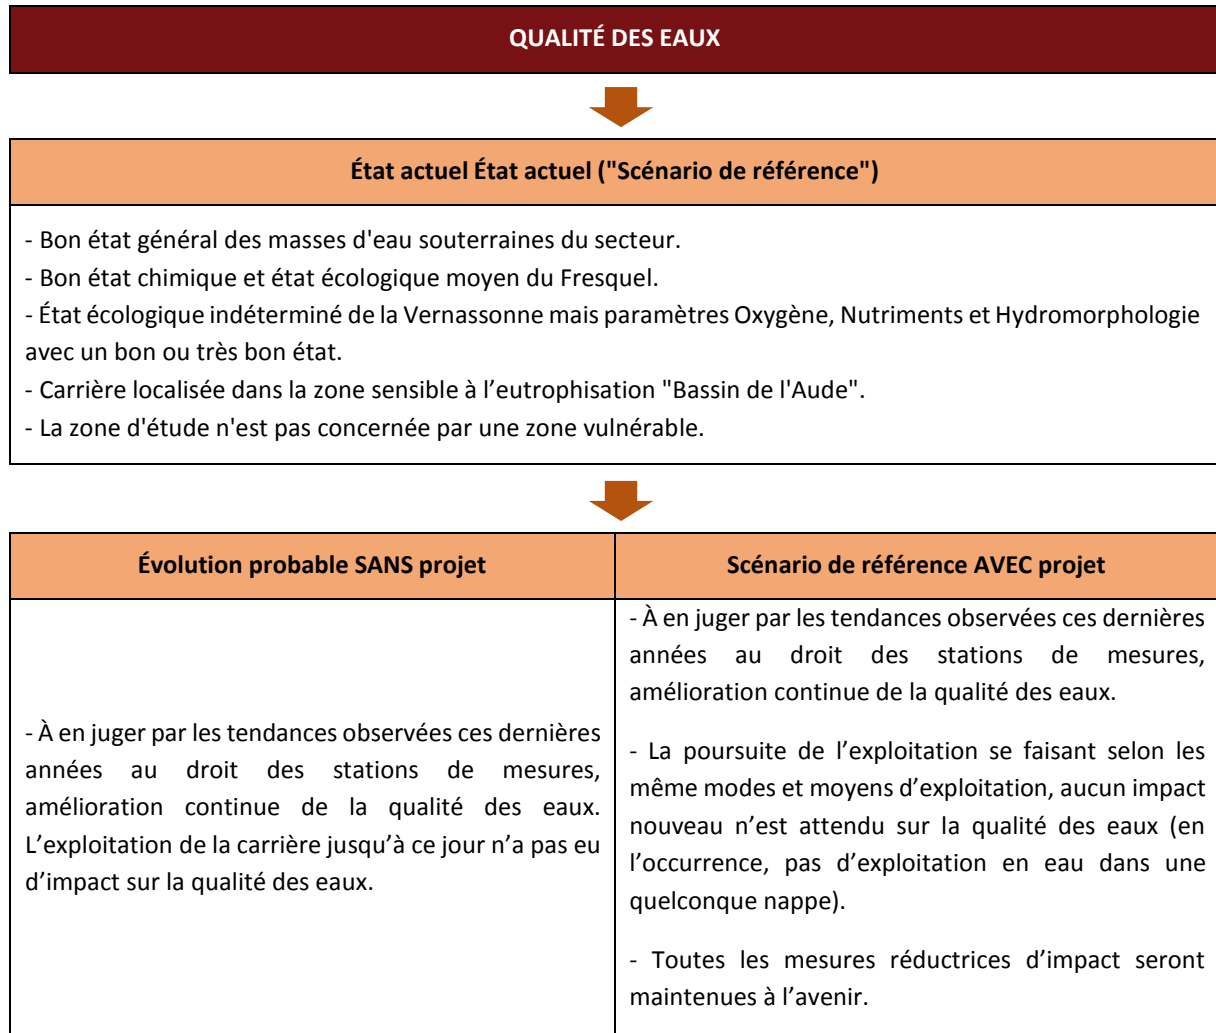 QUALITÉ DES EAUX
État actuel État actuel ("Scénario de référence")
- Bon état général des masses d'eau souterraines du secteur.
- Bon état chimique et état écologique moyen du Fresquel.
- État écologique indéterminé de la Vernassonne mais paramètres Oxygène, Nutriments et Hydromorphologie
avec un bon ou très bon état.
- Carrière localisée dans la zone sensible à l’eutrophisation "Bassin de l'Aude".
- La zone d'étude n'est pas concernée par une zone vulnérable.
Évolution probable SANS projet
- À en juger par les tendances observées ces dernières
années au droit des stations de mesures,
amélioration continue de la qualité des eaux.
L’exploitation de la carrière jusqu’à ce jour n’a pas eu
d’impact sur la qualité des eaux.
Scénario de référence AVEC projet
- À en juger par les tendances observées ces dernières
années au droit des stations de mesures,
amélioration continue de la qualité des eaux.
- La poursuite de l’exploitation se faisant selon les
même modes et moyens d’exploitation, aucun impact
nouveau n’est attendu sur la qualité des eaux (en
l’occurrence, pas d’exploitation en eau dans une
quelconque nappe).
- Toutes les mesures réductrices d’impact seront
maintenues à l’avenir.